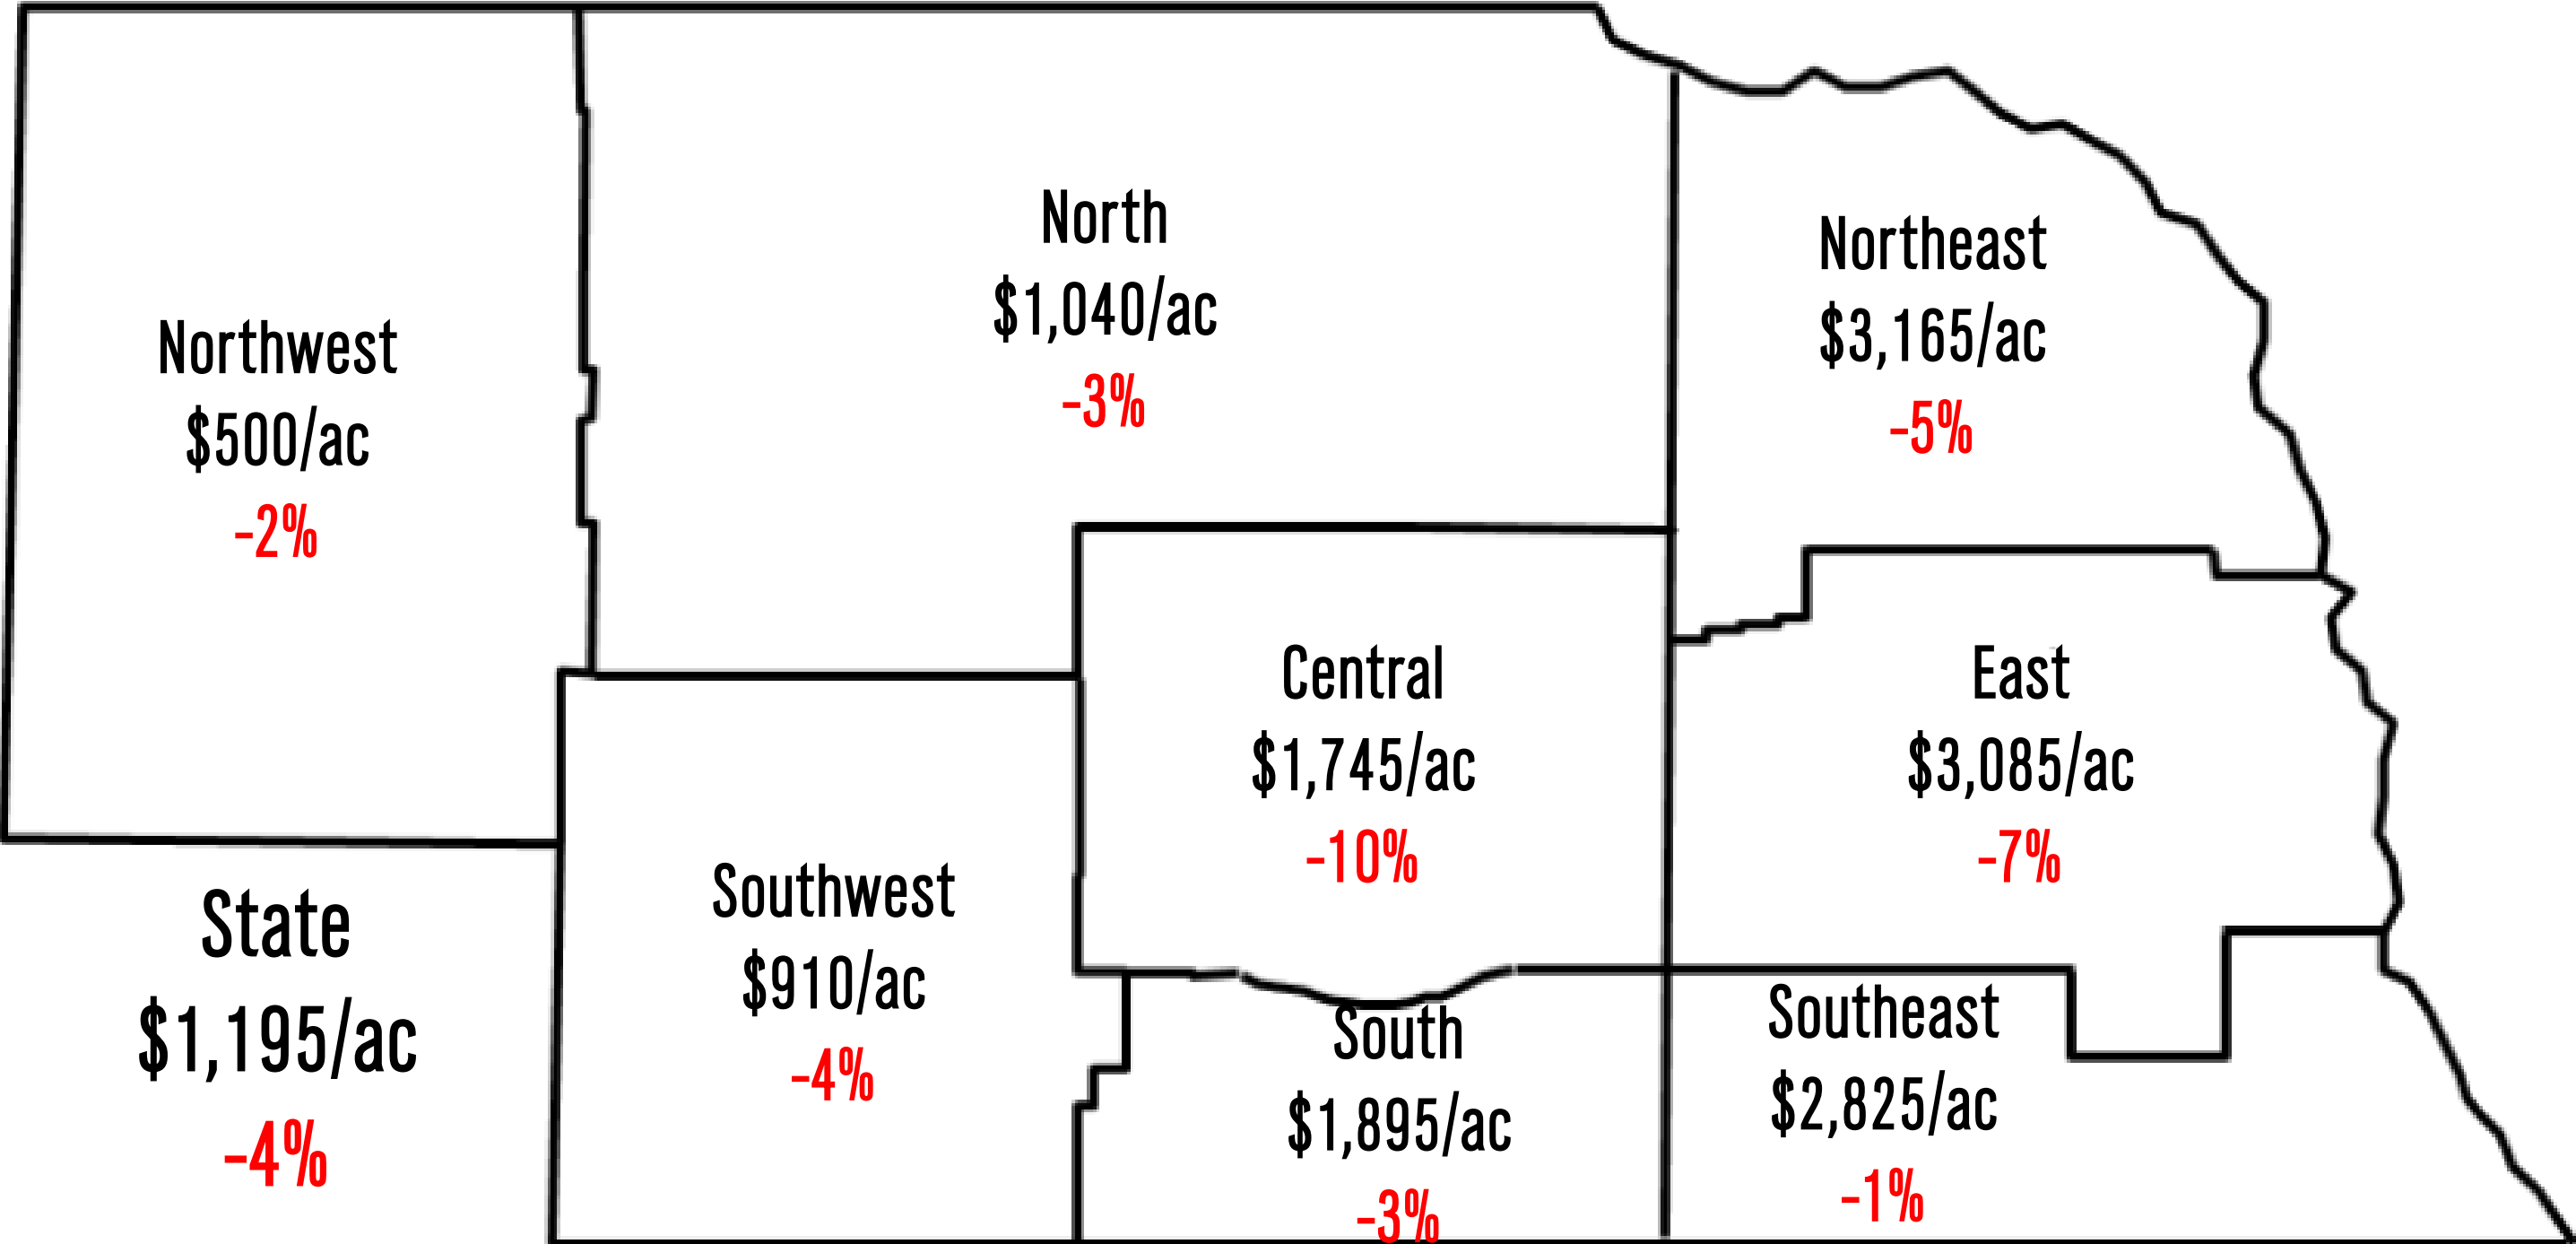 North
$1,040/ac
-3%
Northeast
$3,165/ac
-5%
Northwest
$500/ac
-2%
Central
$1,745/ac
-10%
East
$3,085/ac
-7%
Southwest
$910/ac
-4%
State
$1,195/ac
-4%
South
$1,895/ac
-3%
Southeast
$2,825/ac
-1%